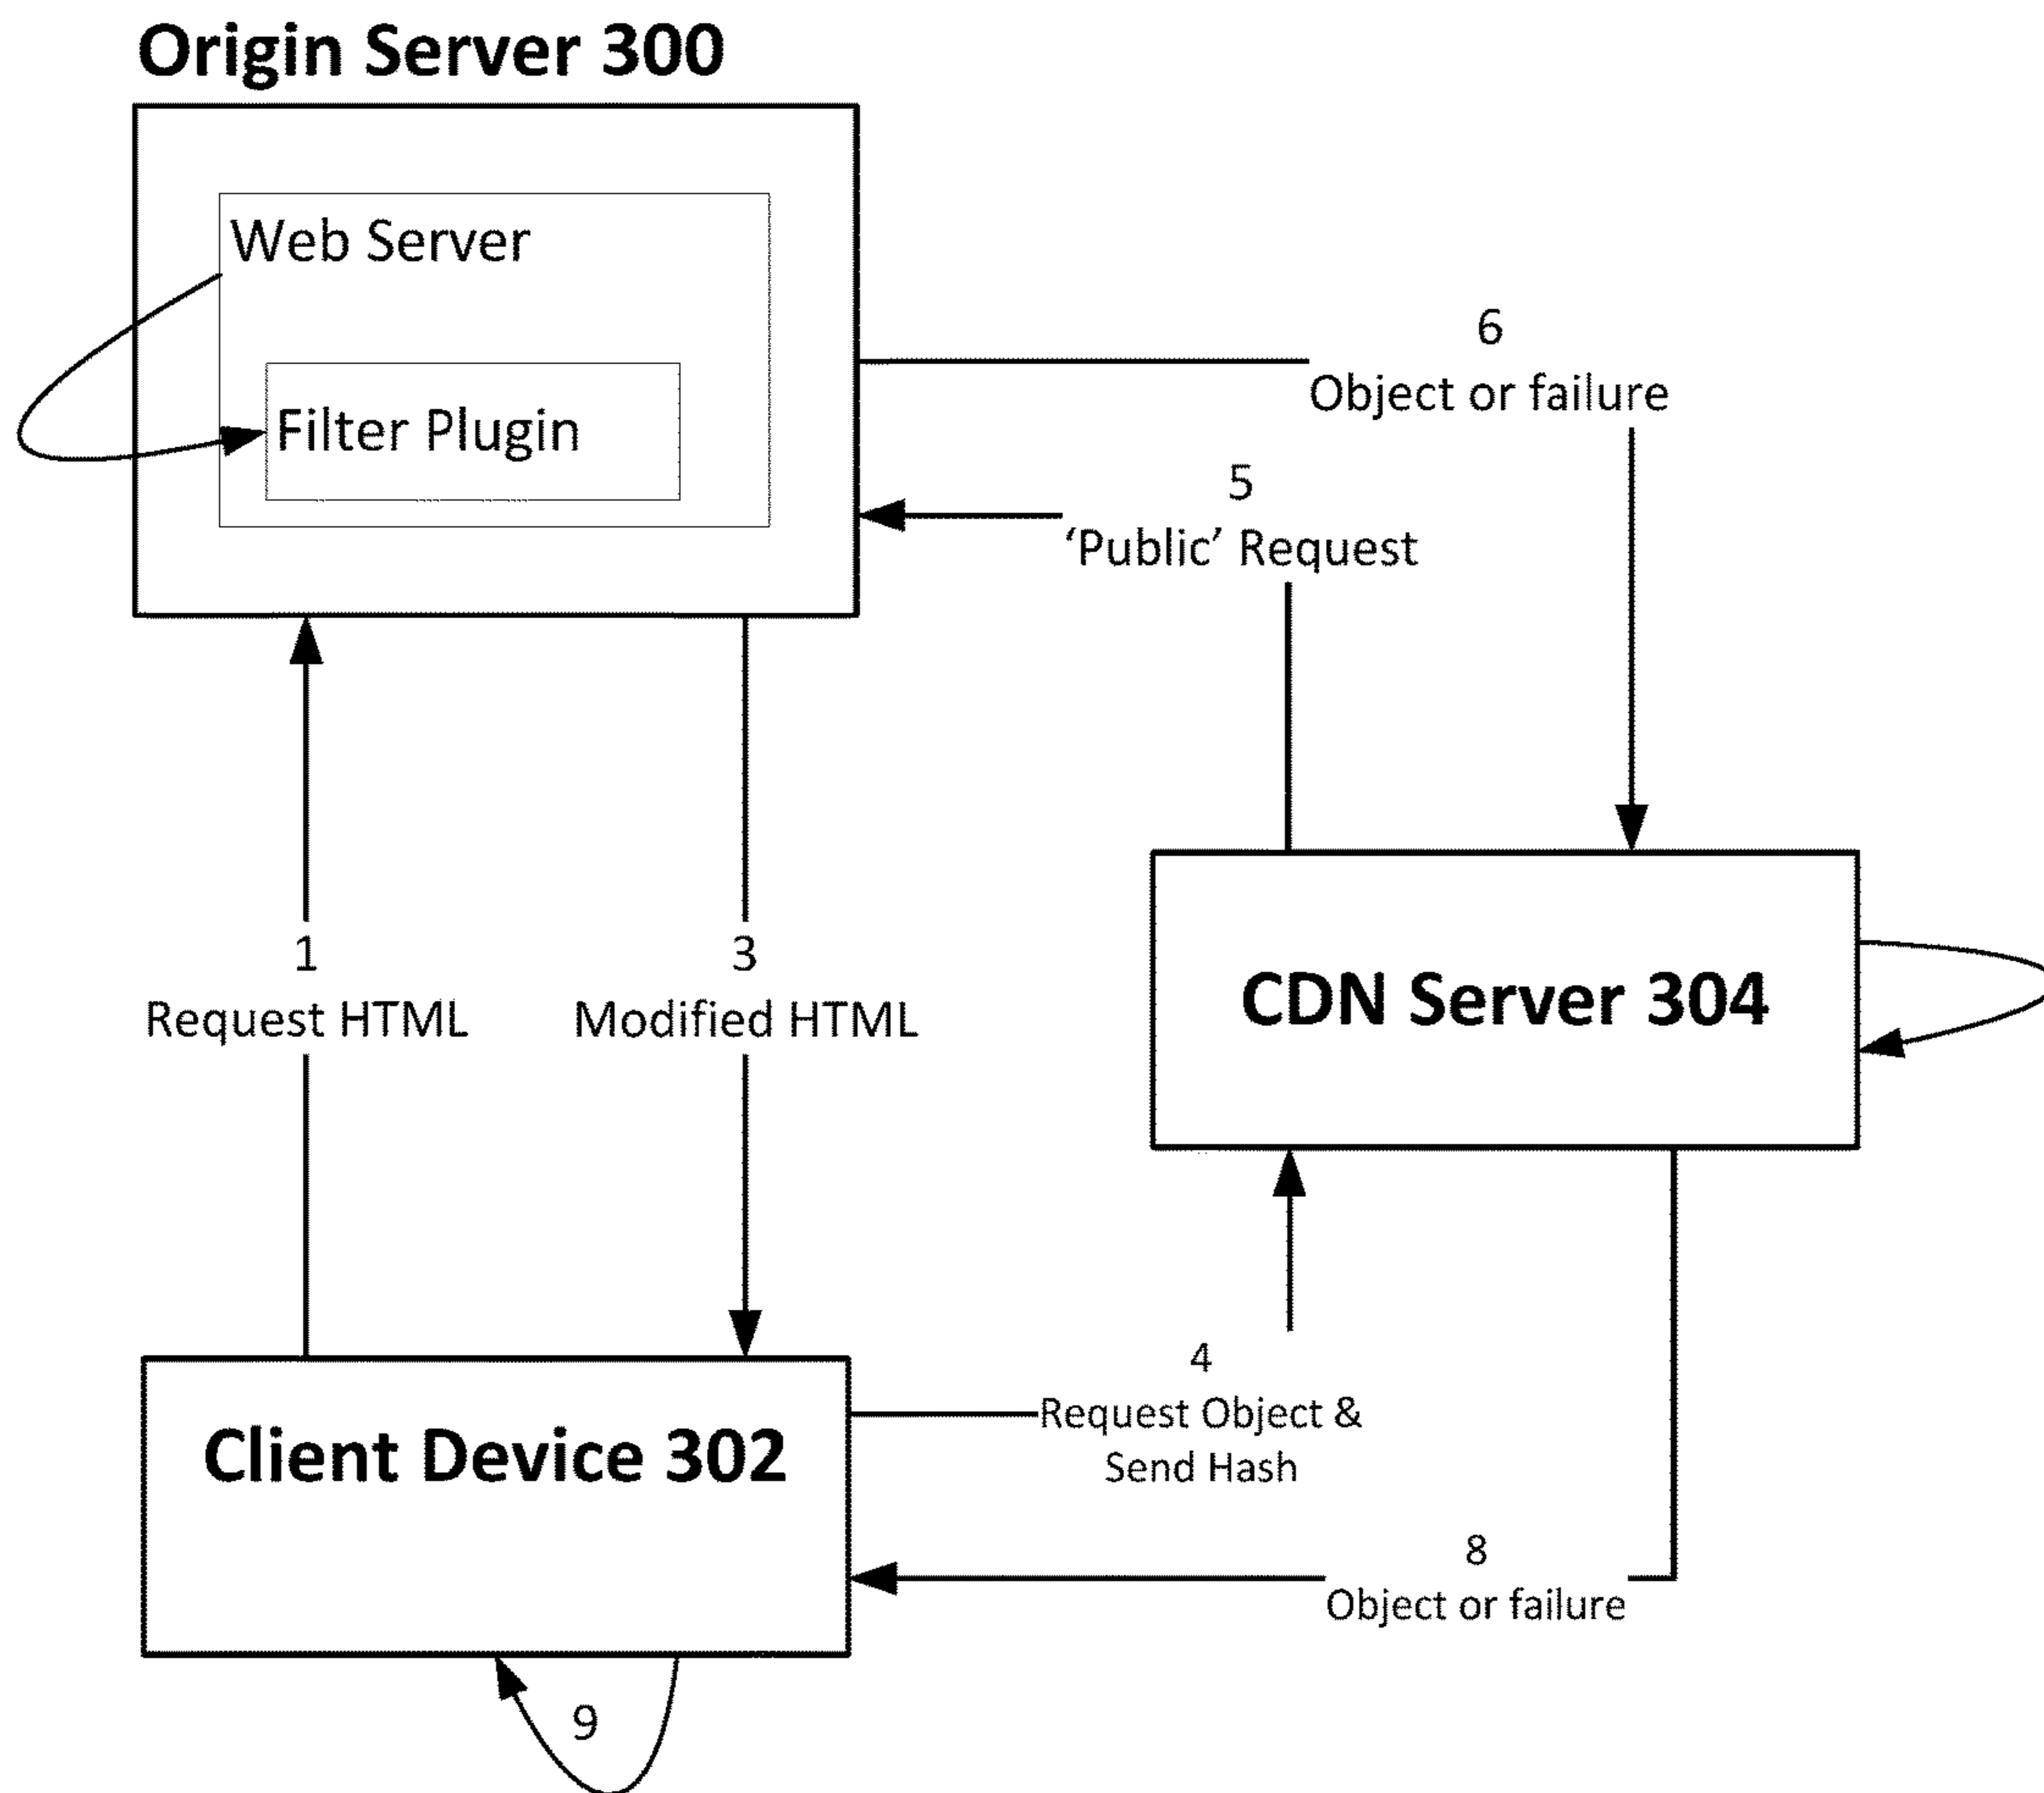 Origin Server 300
Web Server
Filter Plugin
6
Object or failure
5
‘Public’ Request
1
Request HTML
3
Modified HTML
CDN Server 304
Client Device 302
4
Request Object &
Send Hash
8
Object or failure
9